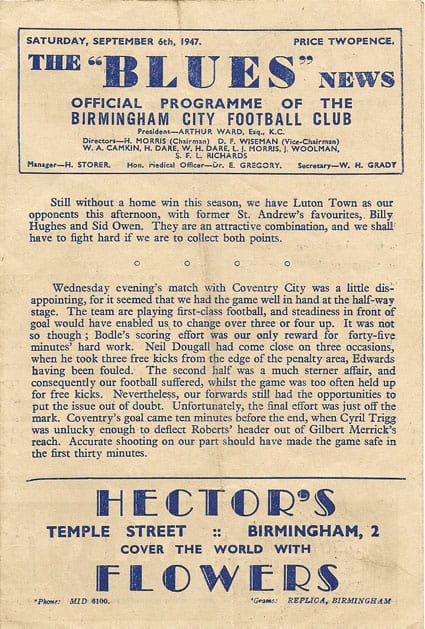 SATURDAY, SEPTEMBER 6th, 1947. PRICE TWOPENCE.
THE "BLUES" NEWS
OFFICIAL PROGRAMME OF THE
BIRMINGHAM CITY FOOTBALL CLUB
President—ARTHUR WARD, Esq., K.C.
Directors—H. MORRIS (Chairman) D. F. WISEMAN (Vice-Chairman)
W. A. CAMKIN, H. DARE, W. H. DARE, L. J. MORRIS, J. WOOLMAN,
S. F. L. RICHARDS
Manager—H. STORER. Hon. Medical Officer—Dr. E. GREGORY. Secretary—W. H. GRADY
Still without a home win this season, we have Luton Town as our
opponents this afternoon, with former St. Andrew's favourites, Billy
Hughes and Sid Owen. They are an attractive combination, and we shall
have to fight hard if we are to collect both points.
Wednesday evening's match with Coventry City was a little dis-
appointing, for it seemed that we had the game well in hand at the half-way
stage. The team are playing first-class football, and steadiness in front of
goal would have enabled us to change over three or four up. It was not
so though; Bodle's scoring effort was our only reward for forty-five
minutes' hard work. Neil Dougall had come close on three occasions,
when he took three free kicks from the edge of the penalty area, Edwards
having been fouled. The second half was a much sterner affair, and
consequently our football suffered, whilst the game was too often held up
for free kicks. Nevertheless, our forwards still had the opportunities to
put the issue out of doubt. Unfortunately, the final effort was just off the
mark. Coventry's goal came ten minutes before the end, when Cyril Trigg
was unlucky enough to deflect Roberts' header out of Gilbert Merrick's
reach. Accurate shooting on our part should have made the game safe in
the first thirty minutes.
HECTOR'S
TEMPLE STREET :: BIRMINGHAM, 2
COVER THE WORLD WITH
FLOWERS
'Phone: MID 6100. 'Grams: REPLICA, BIRMINGHAM